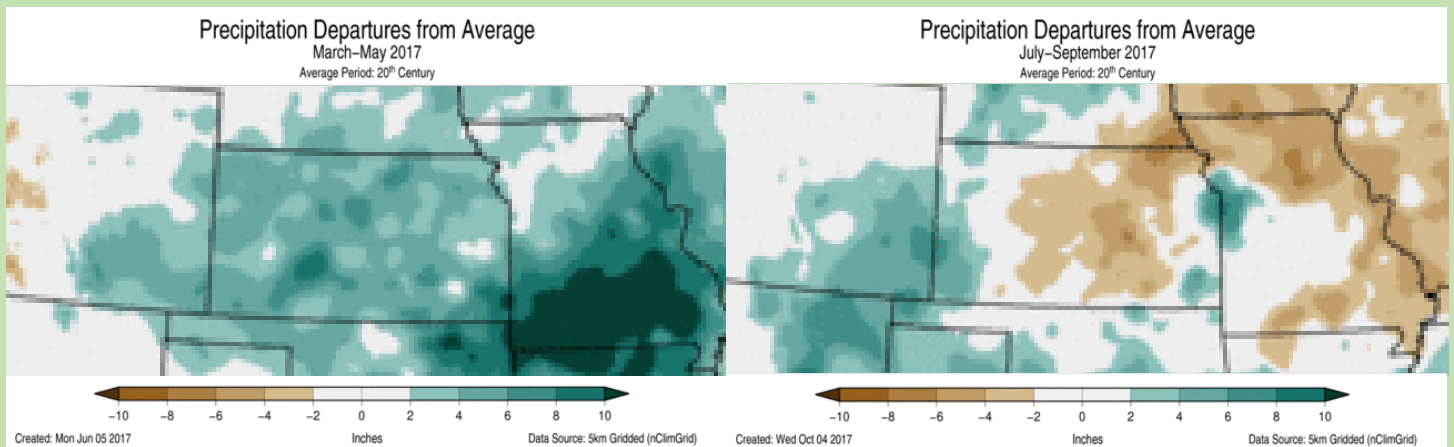 Precipitation Departures from Average
March–May 2017
Average Period: 20th Century
−10 −8 −6 −4 −2 0 2 4 6 8 10
Created: Mon Jun 05 2017 Inches Data Source: 5km Gridded (nClimGrid)
Precipitation Departures from Average
July–September 2017
Average Period: 20th Century
−10 −8 −6 −4 −2 0 2 4 6 8 10
Created: Wed Oct 04 2017 Inches Data Source: 5km Gridded (nClimGrid)